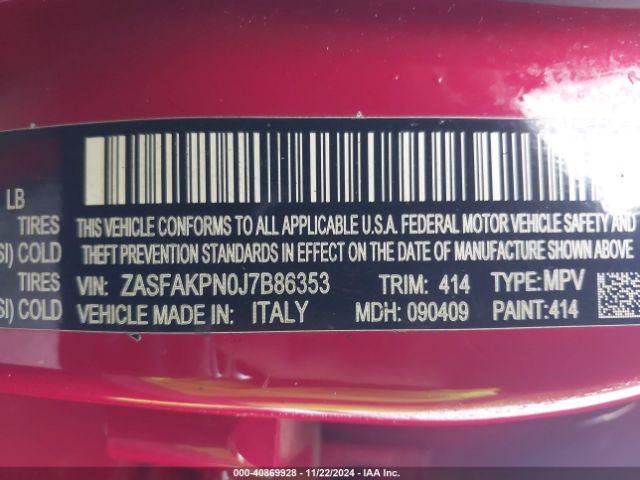 LB
TIRES THIS VEHICLE CONFORMS TO ALL APPLICABLE U.S.A. FEDERAL MOTOR VEHICLE SAFETY AND
SI) COLD THEFT PREVENTION STANDARDS IN EFFECT ON THE DATE OF MANUFACTURE SHOWN ABOVE
TIRES VIN: ZASFAKPN0J7B86353 TRIM: 414 TYPE: MPV
SI) COLD VEHICLE MADE IN: ITALY MDH: 090409 PAINT:414
000-40869928 - 11/22/2024 - IAA Inc.